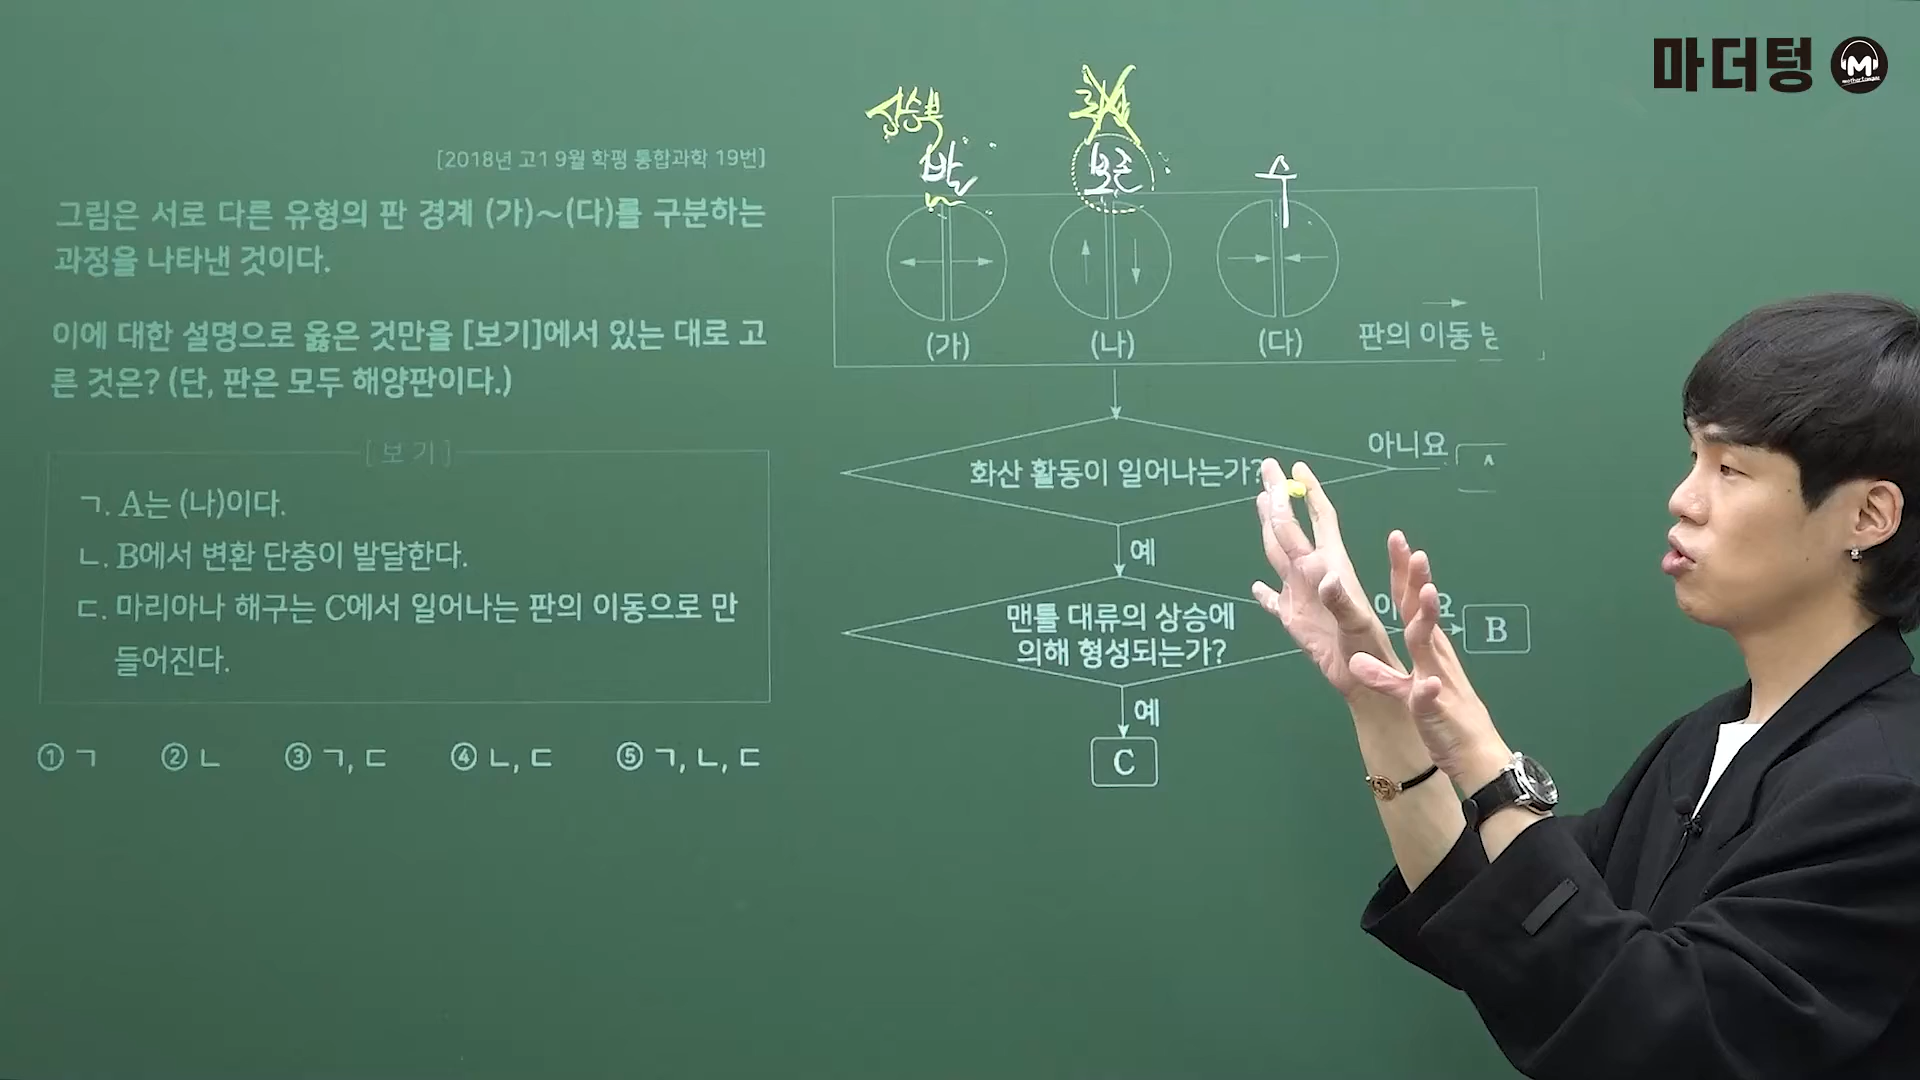 마더텅
[2018년 고1 9월 학평 통합과학 19번]
그림은 서로 다른 유형의 판 경계 (가)~(다)를 구분하는
과정을 나타낸 것이다.
이에 대한 설명으로 옳은 것만을 [보기]에서 있는 대로 고
른 것은? (단, 판은 모두 해양판이다.)
[보 기]
ㄱ. A는 (나)이다.
ㄴ. B에서 변환 단층이 발달한다.
ㄷ. 마리아나 해구는 C에서 일어나는 판의 이동으로 만
들어진다.
① ㄱ ② ㄴ ③ ㄱ, ㄷ ④ ㄴ, ㄷ ⑤ ㄱ, ㄴ, ㄷ
상승부
발 보존 수
(가) (나) (다) 판의 이동
화산 활동이 일어나는가?
아니요
A
예
맨틀 대류의 상승에
의해 형성되는가?
B
예
C